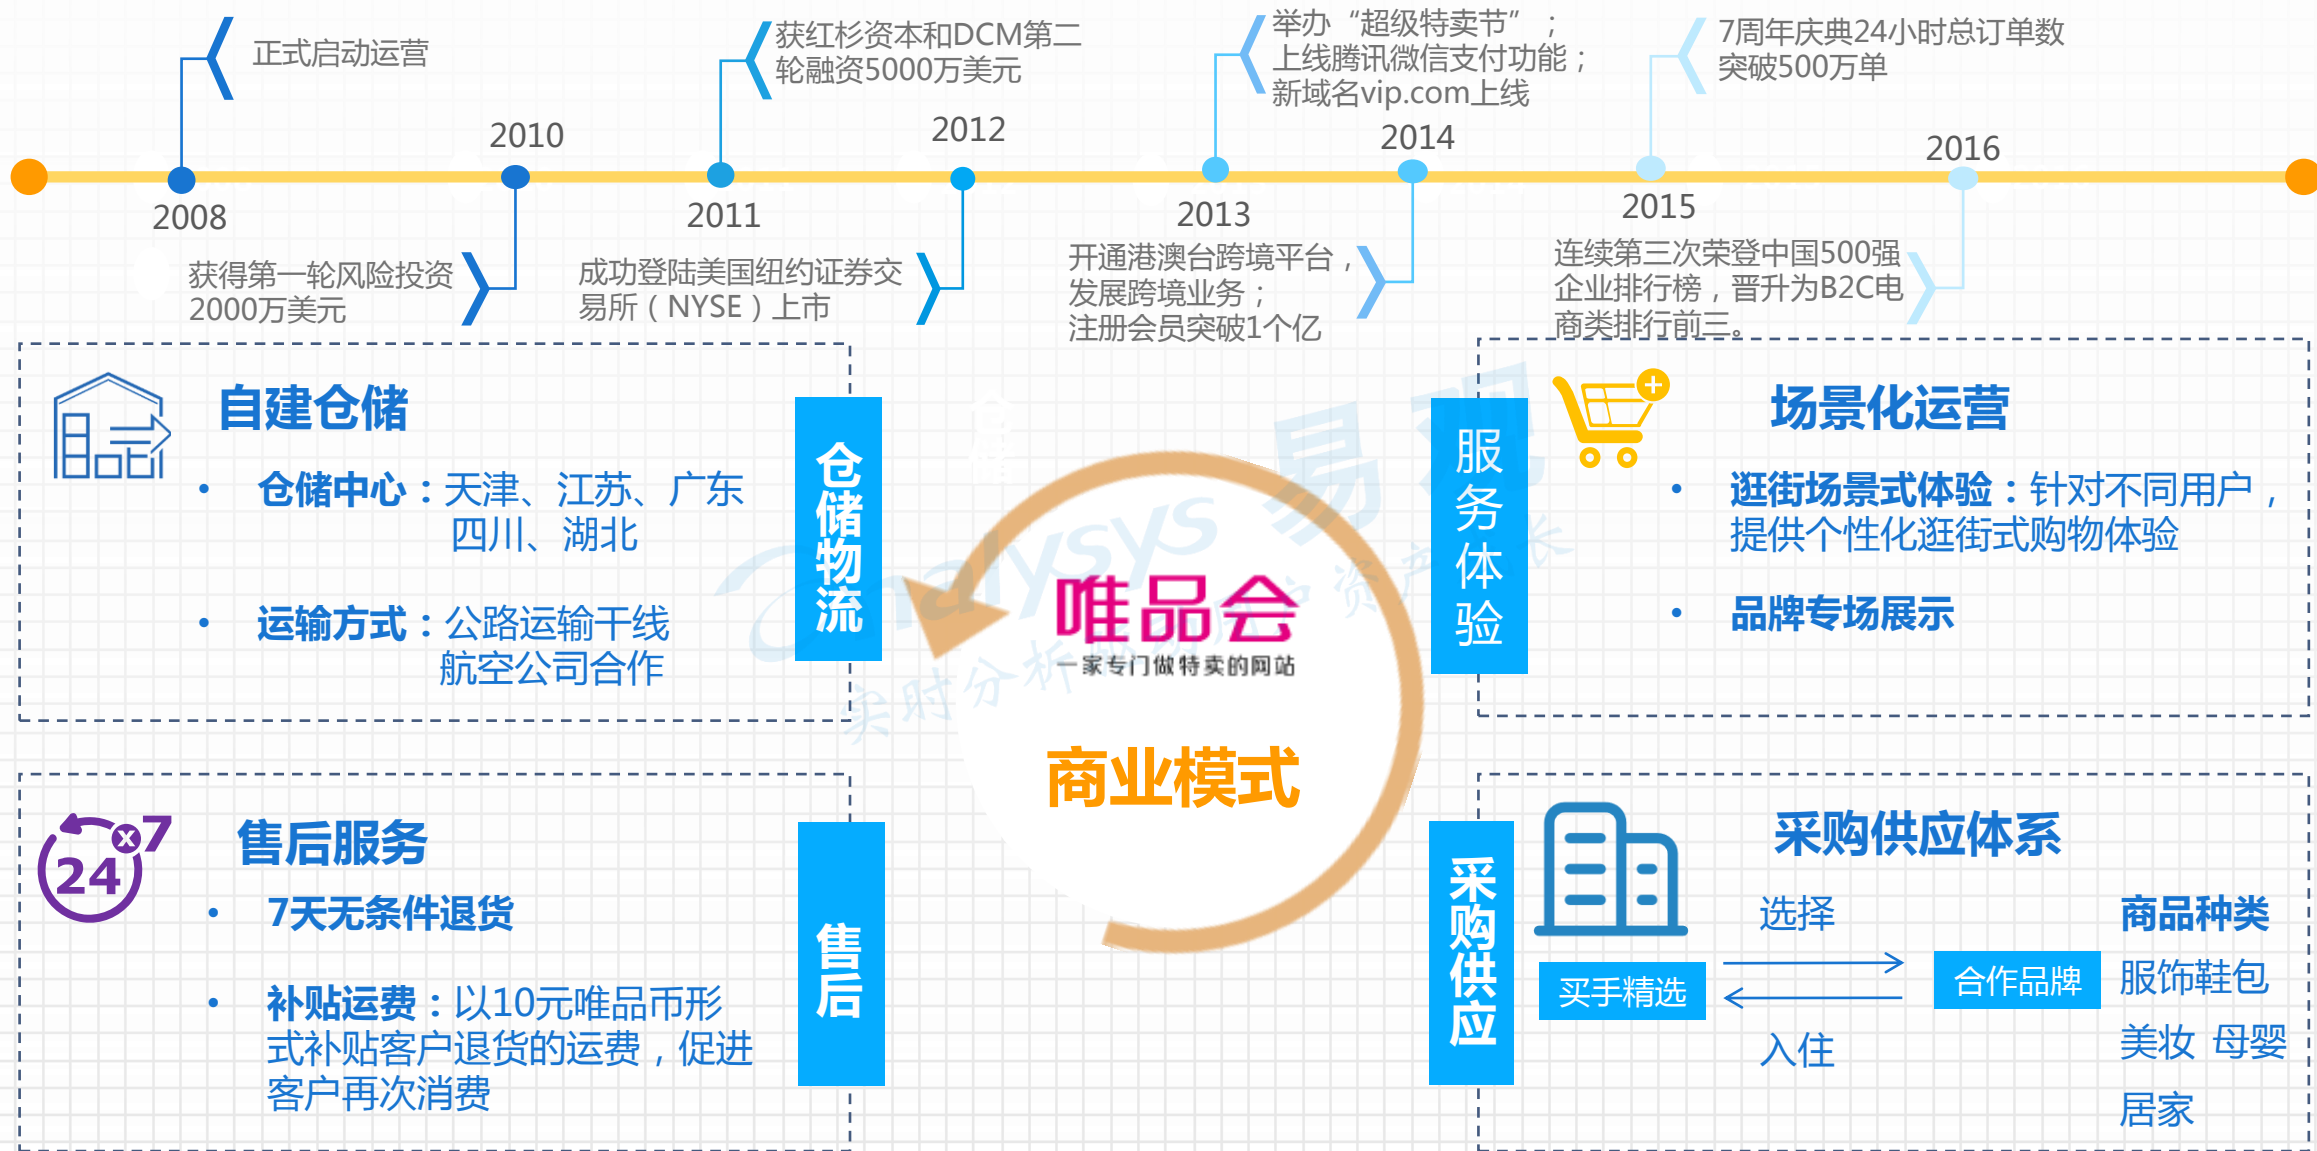 正式启动运营
获红杉资本和DCM第二
轮融资5000万美元
举办“超级特卖节”；
上线腾讯微信支付功能；
新域名vip.com上线
7周年庆典24小时总订单数
突破500万单
2010
2012
2014
2016
2008
2011
2013
2015
获得第一轮风险投资
2000万美元
成功登陆美国纽约证券交
易所（NYSE）上市
开通港澳台跨境平台，
发展跨境业务；
注册会员突破1个亿
连续第三次荣登中国500强
企业排行榜，晋升为B2C电
商类排行前三。
自建仓储
• 仓储中心：天津、江苏、广东
四川、湖北
• 运输方式：公路运输干线
航空公司合作
仓储物流
服务体验
场景化运营
• 逛街场景式体验：针对不同用户，
提供个性化逛街式购物体验
• 品牌专场展示
analysys 易观
唯品会
一家专门做特卖的网站
商业模式
24x7
售后服务
• 7天无条件退货
• 补贴运费：以10元唯品币形
式补贴客户退货的运费，促进
客户再次消费
售后
采购供应
采购供应体系
选择
买手精选
合作品牌
入住
商品种类
服饰鞋包
美妆 母婴
居家